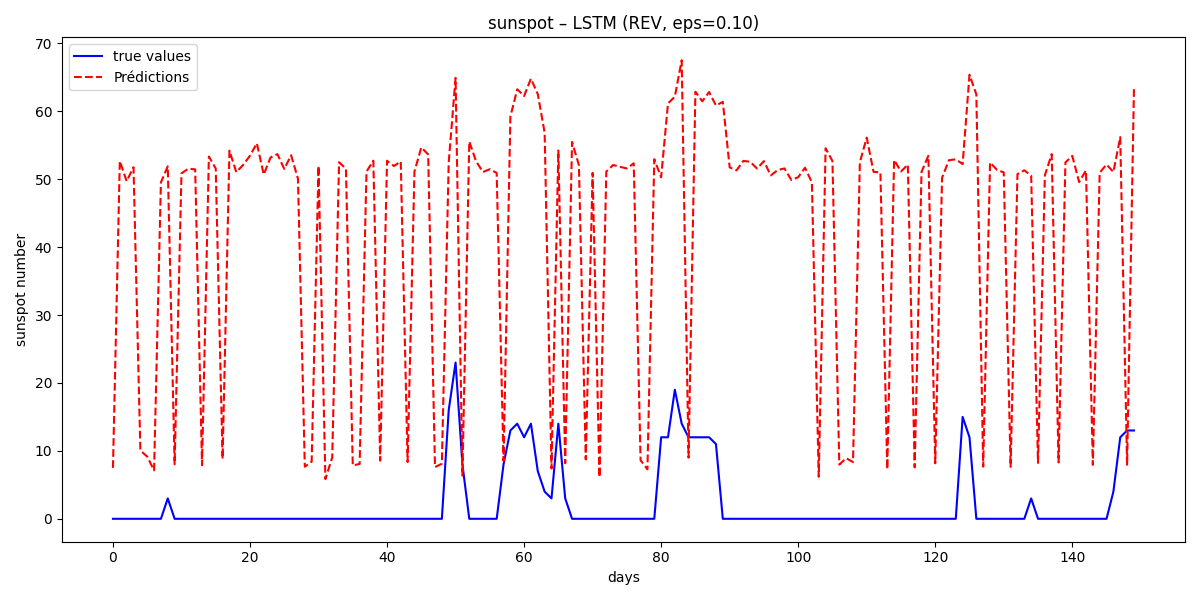 sunspot – LSTM (REV, eps=0.10)
true values
Prédictions
sunspot number
70
60
50
40
30
20
10
0
0 20 40 60 80 100 120 140
days